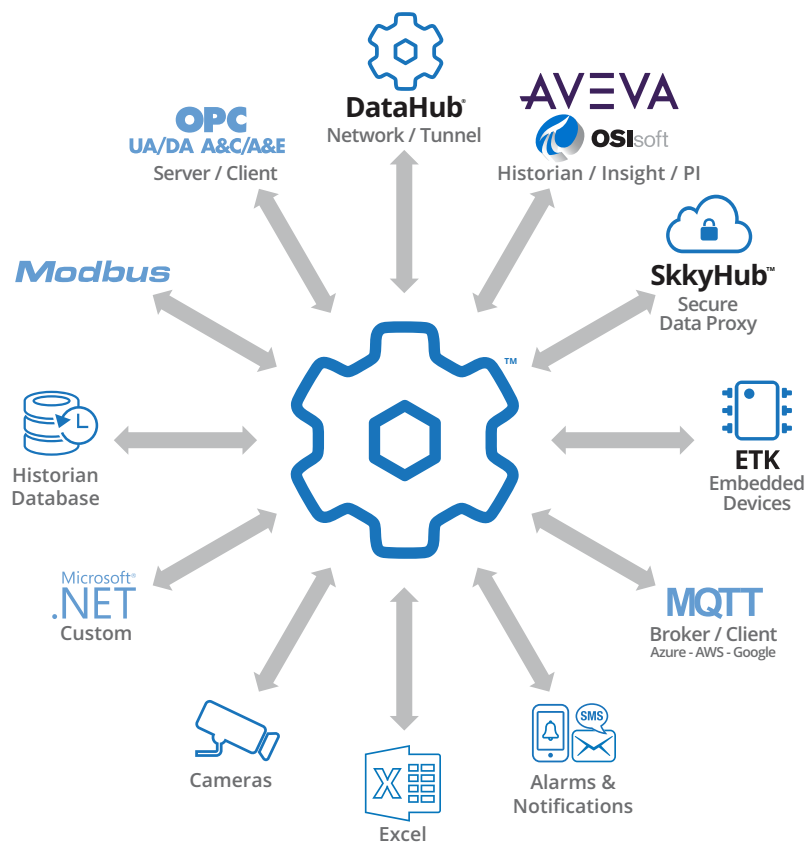 DataHub®
Network / Tunnel
AVEVA
OSIsoft
Historian / Insight / PI
SkkyHub™
Secure
Data Proxy
ETK
Embedded
Devices
MQTT
Broker / Client
Azure - AWS - Google
SMS
Alarms &
Notifications
X
Excel
Cameras
Microsoft®
.NET
Custom
Historian
Database
Modbus
OPC
UA/DA A&C/A&E
Server / Client
™